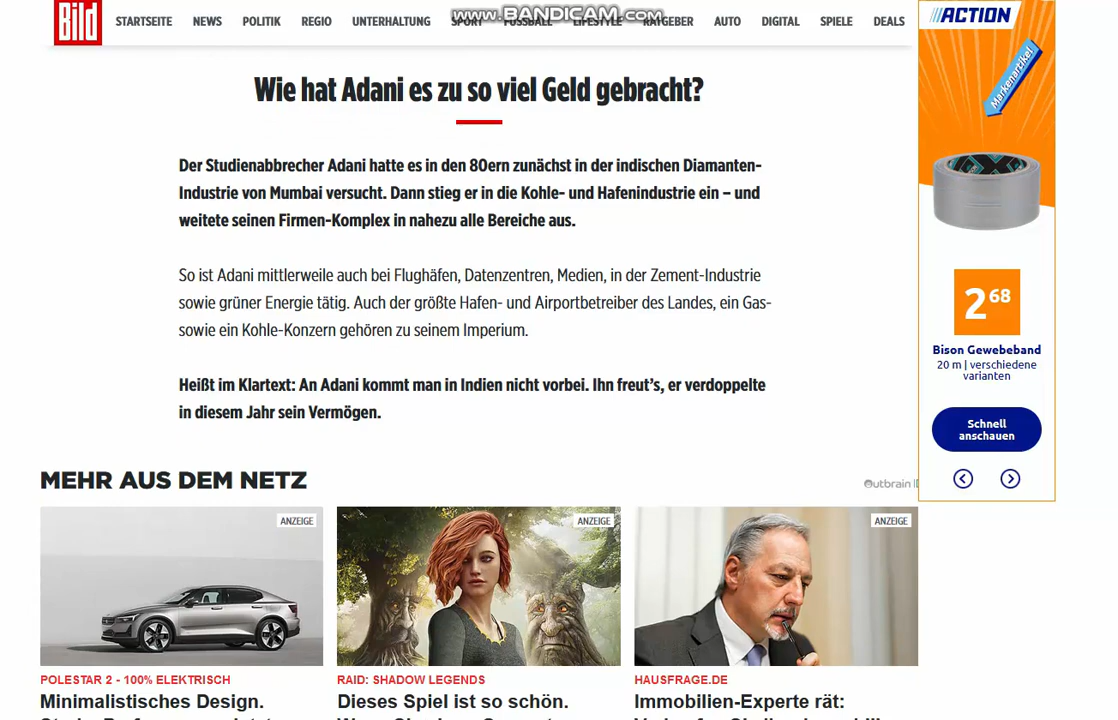 www.BANDICAM.com
Bild
STARTSEITE NEWS POLITIK REGIO UNTERHALTUNG SPORT FUSSBALL LIFESTYLE RATGEBER AUTO DIGITAL SPIELE DEALS
Wie hat Adani es zu so viel Geld gebracht?
Der Studienabbrecher Adani hatte es in den 80ern zunächst in der indischen Diamanten-
Industrie von Mumbai versucht. Dann stieg er in die Kohle- und Hafenindustrie ein – und
weitete seinen Firmen-Komplex in nahezu alle Bereiche aus.
So ist Adani mittlerweile auch bei Flughäfen, Datenzentren, Medien, in der Zement-Industrie
sowie grüner Energie tätig. Auch der größte Hafen- und Airportbetreiber des Landes, ein Gas-
sowie ein Kohle-Konzern gehören zu seinem Imperium.
Heißt im Klartext: An Adani kommt man in Indien nicht vorbei. Ihn freut’s, er verdoppelte
in diesem Jahr sein Vermögen.
ACTION
Markenartikel
2 68
Bison Gewebeband
20 m | verschiedene
varianten
Schnell
anschauen
MEHR AUS DEM NETZ
Outbrain
ANZEIGE
POLESTAR 2 - 100% ELEKTRISCH
Minimalistisches Design.
ANZEIGE
RAID: SHADOW LEGENDS
Dieses Spiel ist so schön.
ANZEIGE
HAUSFRAGE.DE
Immobilien-Experte rät: